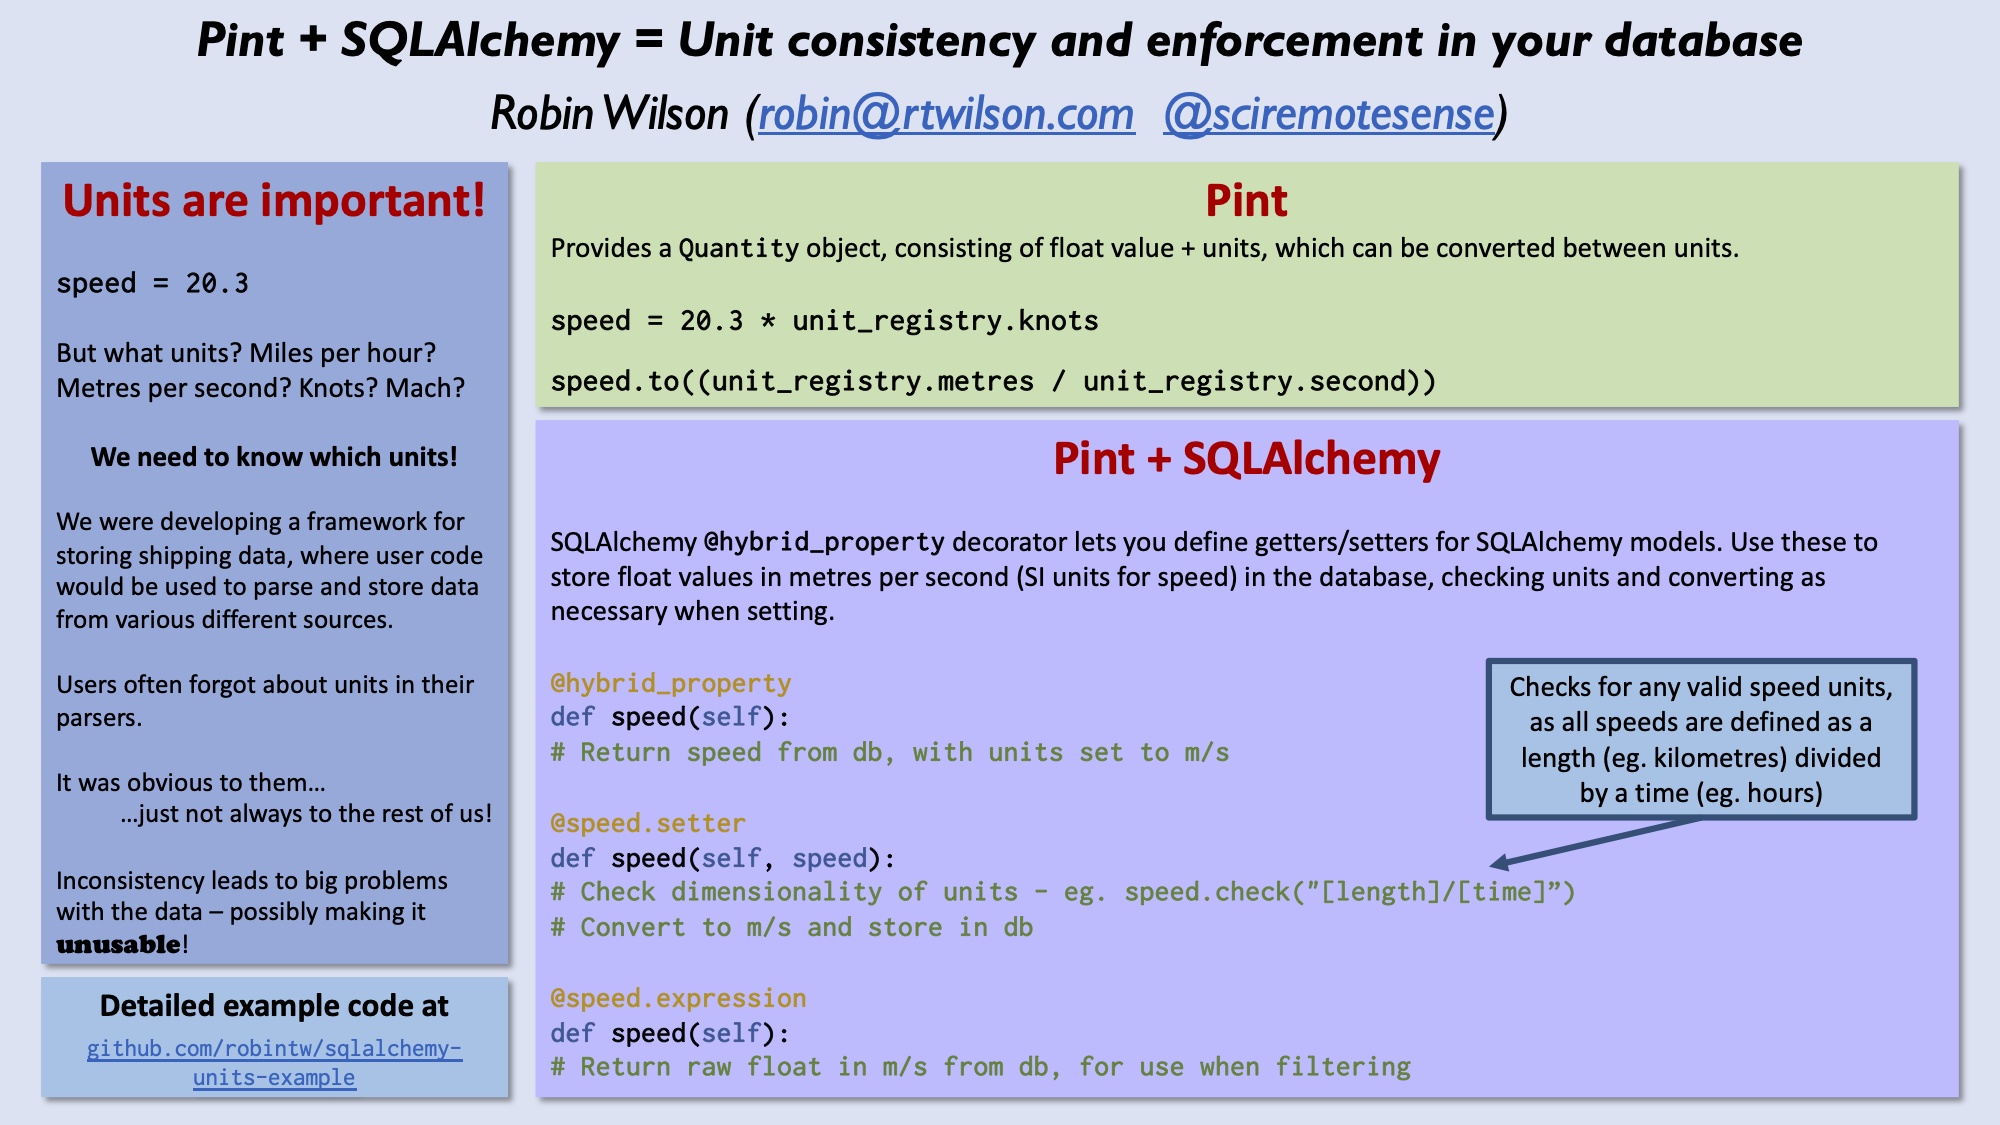 Pint + SQLAlchemy = Unit consistency and enforcement in your database
Robin Wilson (robin@rtwilson.com @sciremotesense)
Units are important!
speed = 20.3
But what units? Miles per hour?
Metres per second? Knots? Mach?
We need to know which units!
We were developing a framework for
storing shipping data, where user code
would be used to parse and store data
from various different sources.
Users often forgot about units in their
parsers.
It was obvious to them…
…just not always to the rest of us!
Inconsistency leads to big problems
with the data – possibly making it
unusable!
Detailed example code at
github.com/robintw/sqlalchemy-
units-example
Pint
Provides a Quantity object, consisting of float value + units, which can be converted between units.
speed = 20.3 * unit_registry.knots
speed.to((unit_registry.metres / unit_registry.second))
Pint + SQLAlchemy
SQLAlchemy @hybrid_property decorator lets you define getters/setters for SQLAlchemy models. Use these to
store float values in metres per second (SI units for speed) in the database, checking units and converting as
necessary when setting.
@hybrid_property
def speed(self):
# Return speed from db, with units set to m/s
@speed.setter
def speed(self, speed):
# Check dimensionality of units – eg. speed.check("[length]/[time]”)
# Convert to m/s and store in db
@speed.expression
def speed(self):
# Return raw float in m/s from db, for use when filtering
Checks for any valid speed units,
as all speeds are defined as a
length (eg. kilometres) divided
by a time (eg. hours)